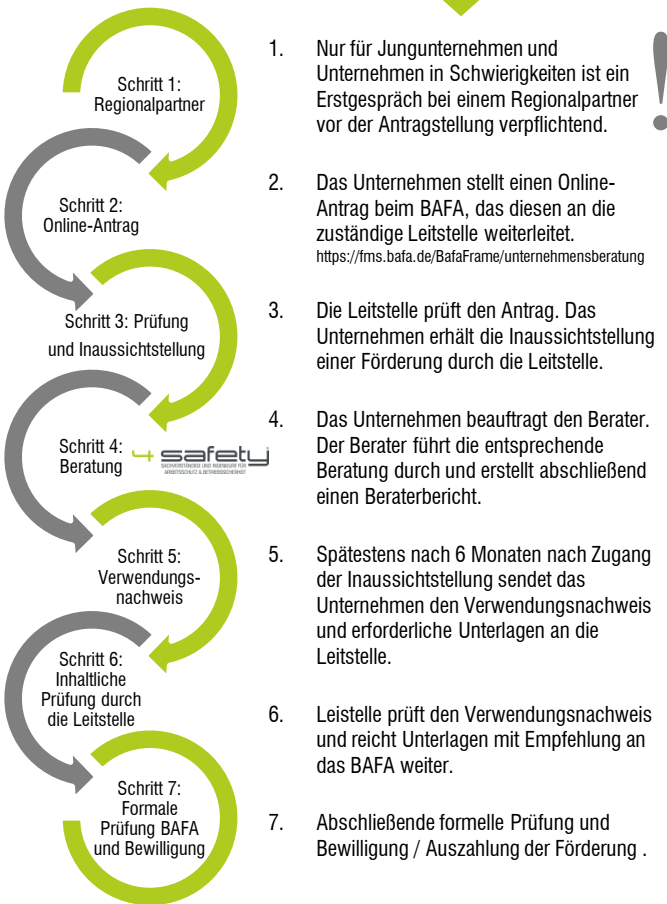 Schritt 1:
Regionalpartner
1. Nur für Jungunternehmen und
Unternehmen in Schwierigkeiten ist ein
Erstgespräch bei einem Regionalpartner
vor der Antragstellung verpflichtend.
!
Schritt 2:
Online-Antrag
2. Das Unternehmen stellt einen Online-
Antrag beim BAFA, das diesen an die
zuständige Leitstelle weiterleitet.
https://fms.bafa.de/BafaFrame/unternehmensberatung
Schritt 3: Prüfung
und Inaussichtstellung
3. Die Leitstelle prüft den Antrag. Das
Unternehmen erhält die Inaussichtstellung
einer Förderung durch die Leitstelle.
Schritt 4:
Beratung
4 safety
SACHVERSTÄNDIGE UND INGENIEURE FÜR
ARBEITSSCHUTZ & BETRIEBSSICHERHEIT
4. Das Unternehmen beauftragt den Berater.
Der Berater führt die entsprechende
Beratung durch und erstellt abschließend
einen Beraterbericht.
Schritt 5:
Verwendungs-
nachweis
5. Spätestens nach 6 Monaten nach Zugang
der Inaussichtstellung sendet das
Unternehmen den Verwendungsnachweis
und erforderliche Unterlagen an die
Leitstelle.
Schritt 6:
Inhaltliche
Prüfung durch
die Leitstelle
6. Leistelle prüft den Verwendungsnachweis
und reicht Unterlagen mit Empfehlung an
das BAFA weiter.
Schritt 7:
Formale
Prüfung BAFA
und Bewilligung
7. Abschließende formelle Prüfung und
Bewilligung / Auszahlung der Förderung .